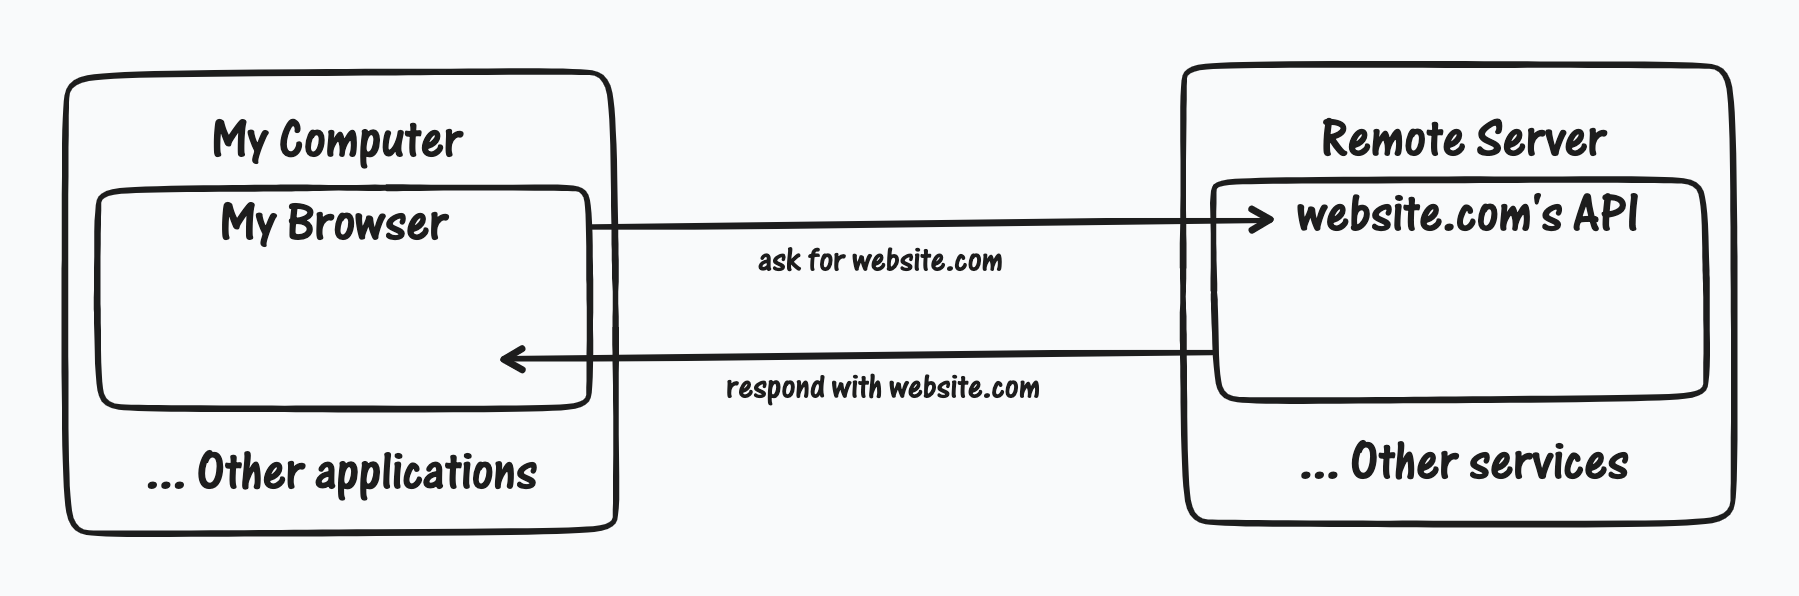 My Computer
My Browser
... Other applications
ask for website.com
respond with website.com
Remote Server
website.com's API
... Other services